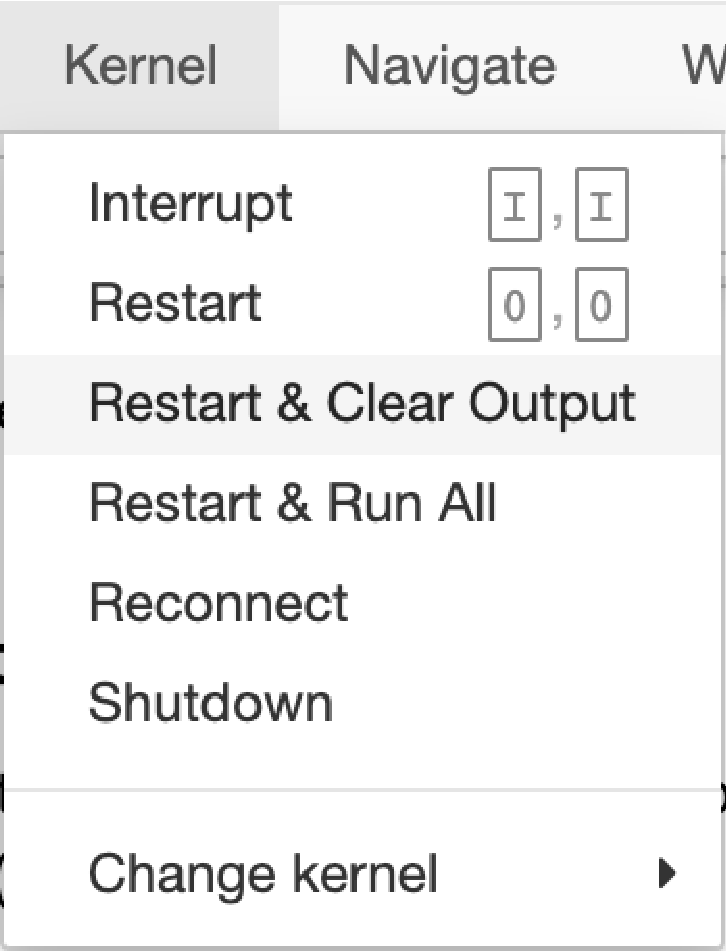 Kernel Navigate W
Interrupt I , I
Restart 0 , 0
Restart & Clear Output
Restart & Run All
Reconnect
Shutdown
Change kernel